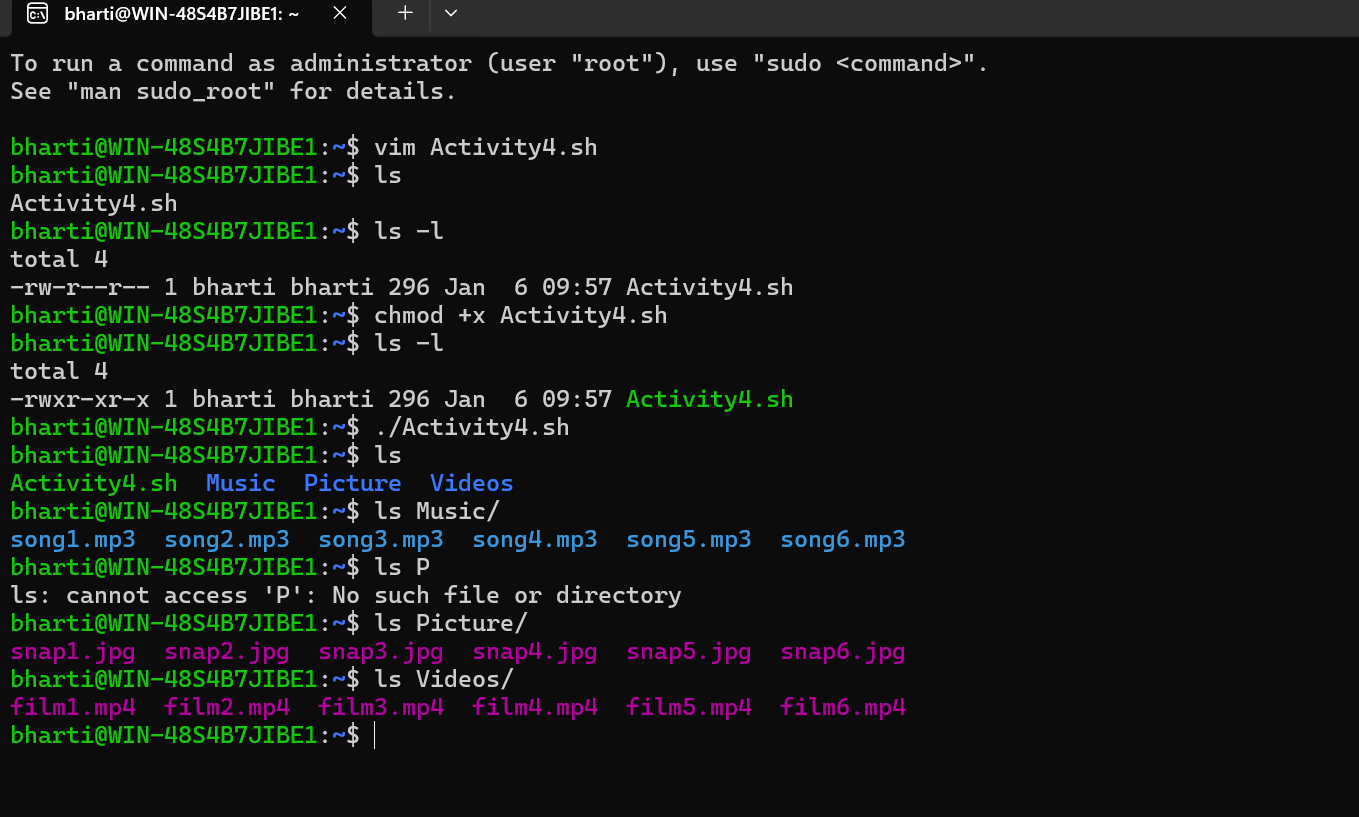 bharti@WIN-48S4B7JIBE1: ~
To run a command as administrator (user "root"), use "sudo <command>".
See "man sudo_root" for details.
bharti@WIN-48S4B7JIBE1:~$ vim Activity4.sh
bharti@WIN-48S4B7JIBE1:~$ ls
Activity4.sh
bharti@WIN-48S4B7JIBE1:~$ ls -l
total 4
-rw-r--r-- 1 bharti bharti 296 Jan  6 09:57 Activity4.sh
bharti@WIN-48S4B7JIBE1:~$ chmod +x Activity4.sh
bharti@WIN-48S4B7JIBE1:~$ ls -l
total 4
-rwxr-xr-x 1 bharti bharti 296 Jan  6 09:57 Activity4.sh
bharti@WIN-48S4B7JIBE1:~$ ./Activity4.sh
bharti@WIN-48S4B7JIBE1:~$ ls
Activity4.sh  Music  Picture  Videos
bharti@WIN-48S4B7JIBE1:~$ ls Music/
song1.mp3  song2.mp3  song3.mp3  song4.mp3  song5.mp3  song6.mp3
bharti@WIN-48S4B7JIBE1:~$ ls P
ls: cannot access 'P': No such file or directory
bharti@WIN-48S4B7JIBE1:~$ ls Picture/
snap1.jpg  snap2.jpg  snap3.jpg  snap4.jpg  snap5.jpg  snap6.jpg
bharti@WIN-48S4B7JIBE1:~$ ls Videos/
film1.mp4  film2.mp4  film3.mp4  film4.mp4  film5.mp4  film6.mp4
bharti@WIN-48S4B7JIBE1:~$